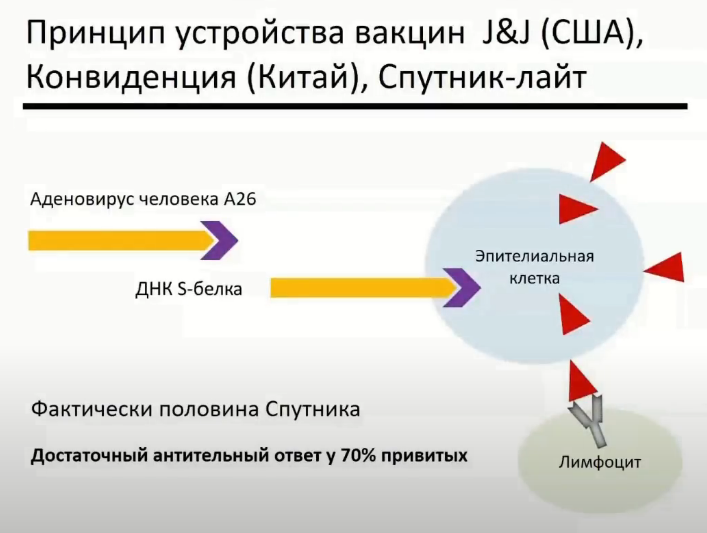 Принцип устройства вакцин J&J (США),
Конвиденция (Китай), Спутник-лайт
Аденовирус человека А26
ДНК S-белка
Эпителиальная
клетка
Фактически половина Спутника
Достаточный антительный ответ у 70% привитых
Лимфоцит